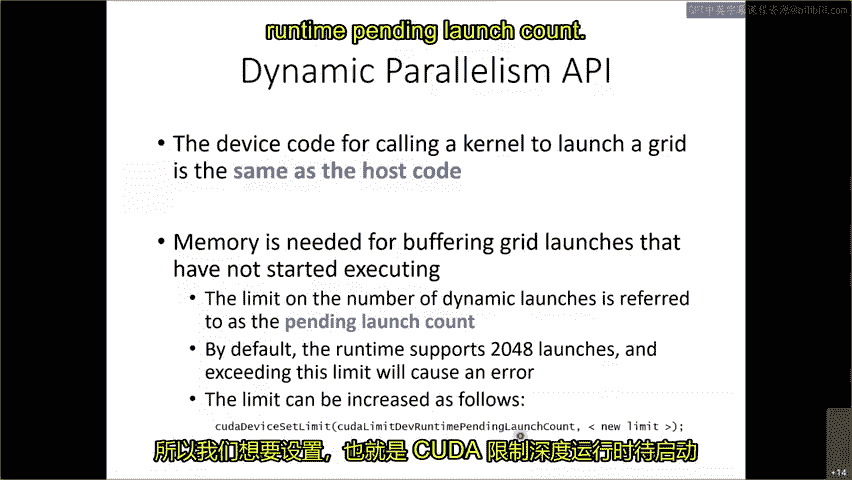 runtime pending launch count.
Dynamic Parallelism API
• The device code for calling a kernel to launch a grid
is the same as the host code
• Memory is needed for buffering grid launches that
have not started executing
• The limit on the number of dynamic launches is referred
to as the pending launch count
• By default, the runtime supports 2048 launches, and
exceeding this limit will cause an error
• The limit can be increased as follows:
cudaDeviceSetLimit(cudaLimitDevRuntimePendingLaunchCount, < new limit >);
所以我们想要设置，也就是 CUDA 限制深度运行时待启动
+14